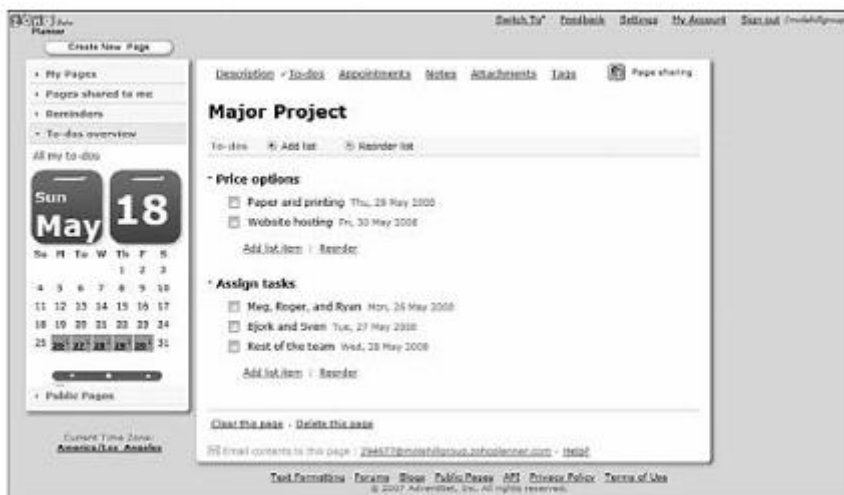 ZOHO
Planner
Switch To Feedback Settings My Account Sign out (molehillgroup)
Create New Page
My Pages
Pages shared to me
Reminders
To-dos overview
All my to-dos
Sun
May
18
Su M Tu W Th F S
1 2 3
4 5 6 7 8 9 10
11 12 13 14 15 16 17
18 19 20 21 22 23 24
25 26 27 28 29 30 31
Public Pages
Current Time Zone:
America/Los_Angeles
Description To-dos Appointments Notes Attachments Tags Page sharing
Major Project
To-dos Add list Reorder list
Price options
Paper and printing Thu, 29 May 2008
Website hosting Fri, 30 May 2008
Add list item | Reorder
Assign tasks
Meg, Roger, and Ryan Mon, 26 May 2008
Bjork and Sven Tue, 27 May 2008
Rest of the team Wed, 28 May 2008
Add list item | Reorder
Clear this page - Delete this page
Email contents to this page : 294677@molehillgroup.zohoplanner.com - Help?
Text Formatting Forums Blogs Public Pages API Privacy Policy Terms of Use
© 2007 AdventNet, Inc. All rights reserved.